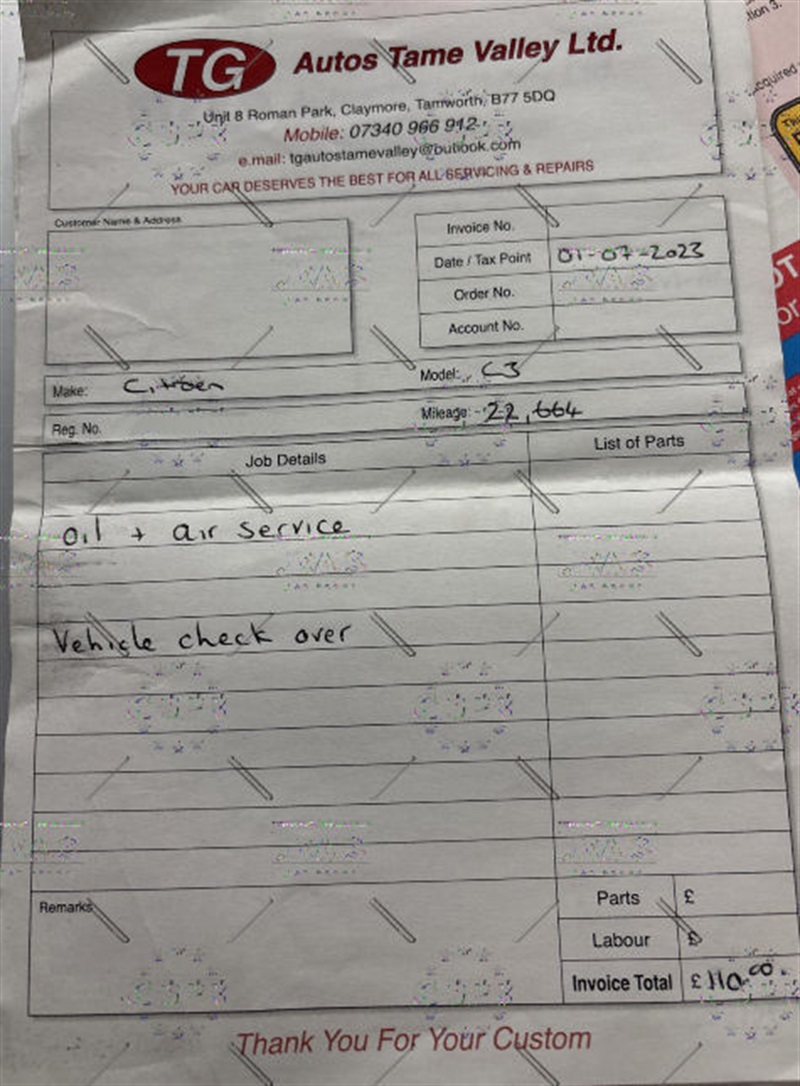 TG Autos Tame Valley Ltd.
Unit 8 Roman Park, Claymore, Tamworth, B77 5DQ
Mobile: 07340 966 912
e.mail: tgautostamevalley@outlook.com
YOUR CAR DESERVES THE BEST FOR ALL SERVICING & REPAIRS
Customer Name & Address
Invoice No.
Date / Tax Point 01-07-2023
Order No.
Account No.
Make: Citroen Model: C3
Reg. No. Mileage: 22,664
Job Details List of Parts
Oil + air service
Vehicle check over
Remarks
Parts £
Labour £
Invoice Total £110.00
Thank You For Your Custom